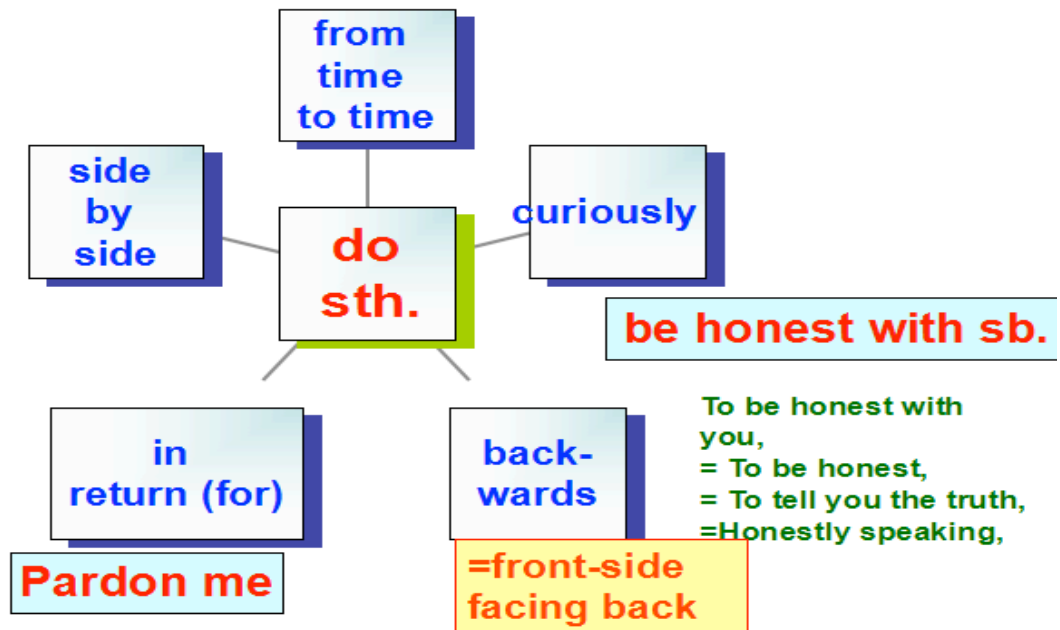 from
time
to time
side
by
side
do
sth.
curiously
be honest with sb.
in
return (for)
back-
wards
To be honest with
you,
= To be honest,
= To tell you the truth,
=Honestly speaking,
Pardon me
=front-side
facing back